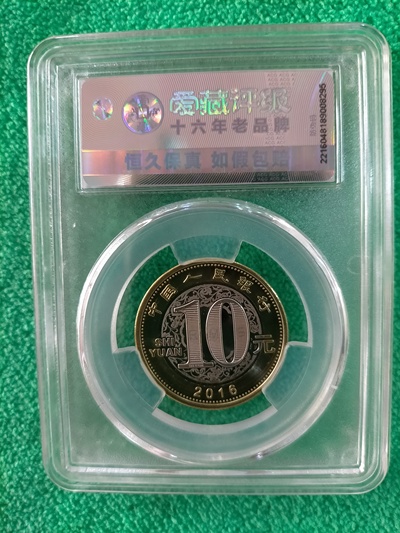 爱藏评级
十六年老品牌
恒久保真 如假包赔
2216048189008295
中国人民银行
10
元
SHI
YUAN
2016